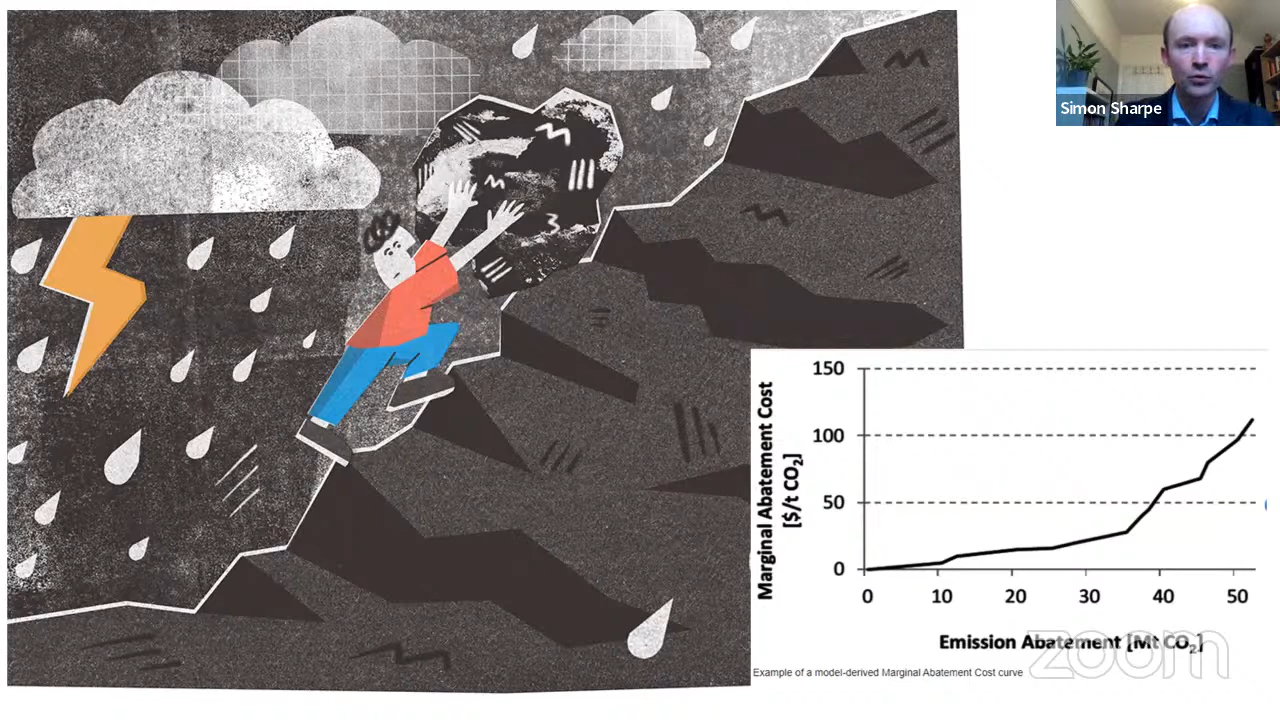 Simon Sharpe
Marginal Abatement Cost
[$/t CO₂]
150
100
50
0
0 10 20 30 40 50
Emission Abatement [Mt CO₂]
Example of a model-derived Marginal Abatement Cost curve
zoom